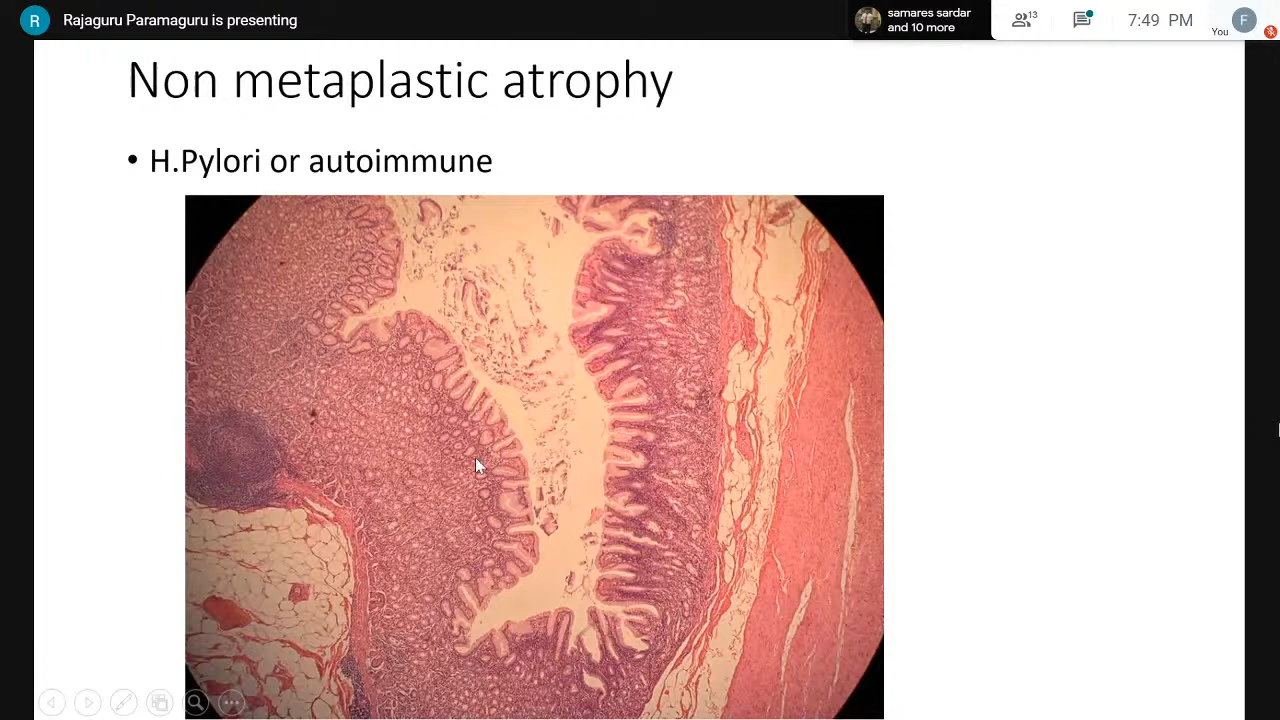 R Rajaguru Paramaguru is presenting
samares sardar
and 10 more
13
7:49 PM
You
F
Non metaplastic atrophy
• H.Pylori or autoimmune